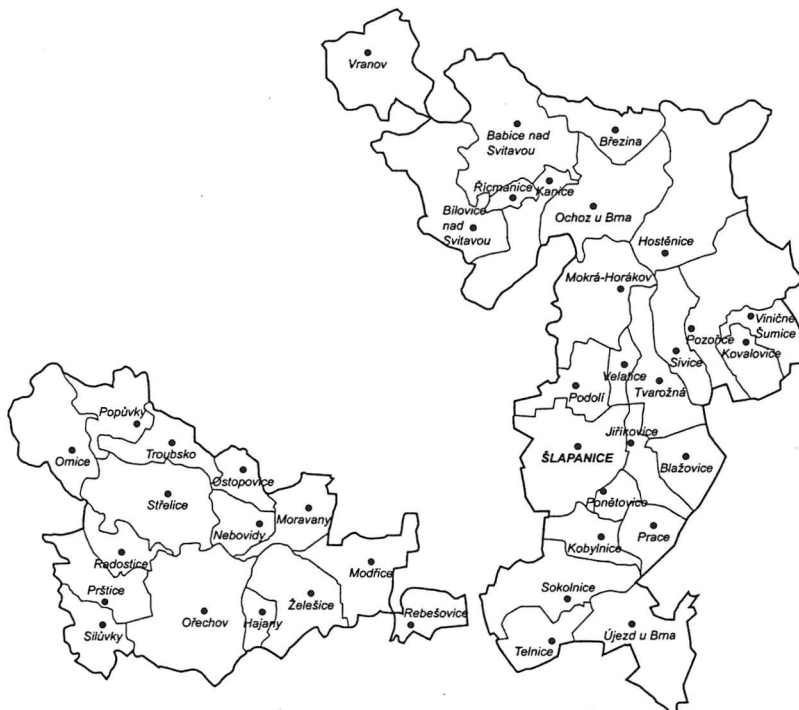 Vranov
Babice nad
Svitavou
Březina
Řícmanice
Kanice
Bílovice
nad
Svitavou
Ochoz u Brna
Hostěnice
Mokrá-Horákov
Viničné
Šumice
Pozořice
Kovalovice
Sivice
Velatice
Tvarožná
Podolí
Jiříkovice
ŠLAPANICE
Blažovice
Ponětovice
Prace
Kobylnice
Sokolnice
Telnice
Újezd u Brna
Popůvky
Omice
Troubsko
Ostopovice
Střelice
Nebovidy
Moravany
Radostice
Modřice
Prštice
Silůvky
Ořechov
Hajany
Želešice
Rebešovice